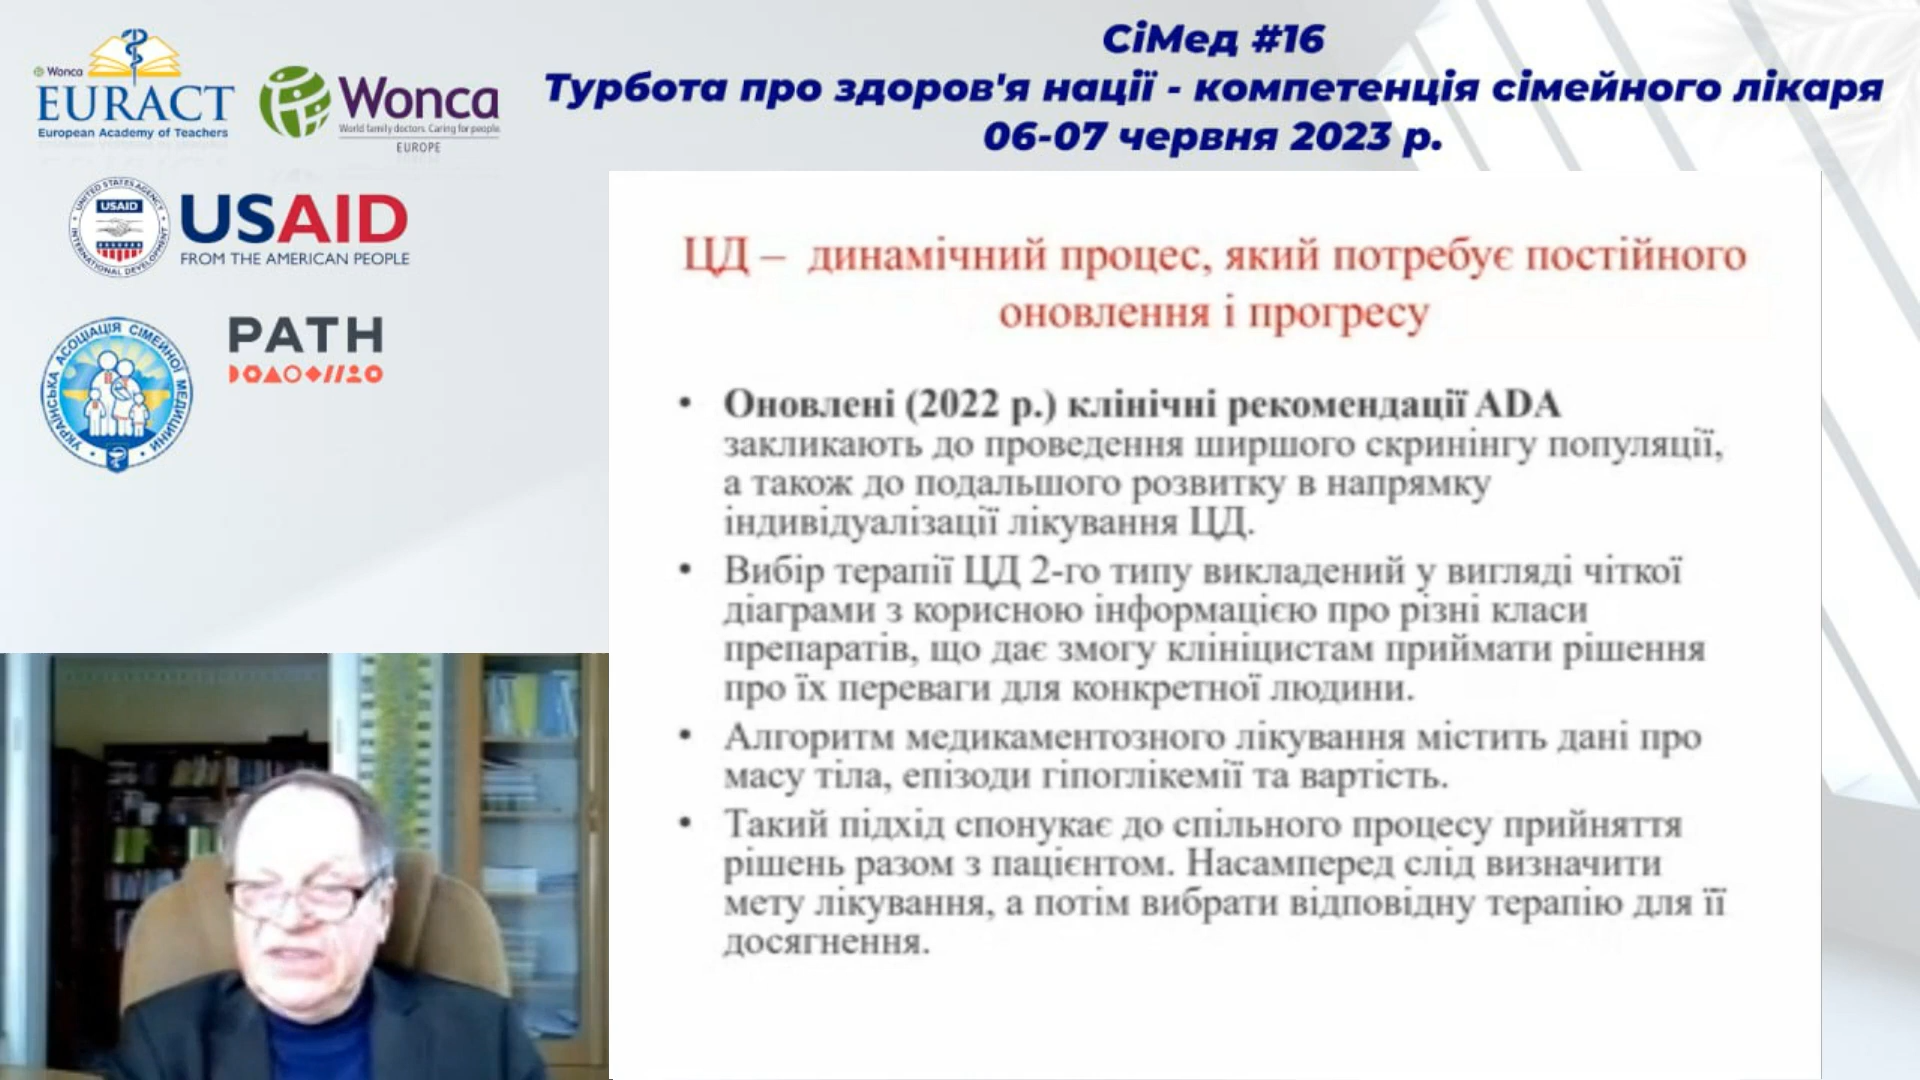 СіМед #16
Турбота про здоров'я нації - компетенція сімейного лікаря
06-07 червня 2023 р.
Wonca
EURACT
European Academy of Teachers
Wonca
World family doctors. Caring for people.
EUROPE
UNITED STATES AGENCY
USAID
INTERNATIONAL DEVELOPMENT
USAID
FROM THE AMERICAN PEOPLE
УКРАЇНСЬКА АСОЦІАЦІЯ СІМЕЙНОЇ МЕДИЦИНИ
PATH
ЦД – динамічний процес, який потребує постійного
оновлення і прогресу
• Оновлені (2022 р.) клінічні рекомендації ADA
закликають до проведення ширшого скринінгу популяції,
а також до подальшого розвитку в напрямку
індивідуалізації лікування ЦД.
• Вибір терапії ЦД 2-го типу викладений у вигляді чіткої
діаграми з корисною інформацією про різні класи
препаратів, що дає змогу клініцистам приймати рішення
про їх переваги для конкретної людини.
• Алгоритм медикаментозного лікування містить дані про
масу тіла, епізоди гіпоглікемії та вартість.
• Такий підхід спонукає до спільного процесу прийняття
рішень разом з пацієнтом. Насамперед слід визначити
мету лікування, а потім вибрати відповідну терапію для її
досягнення.